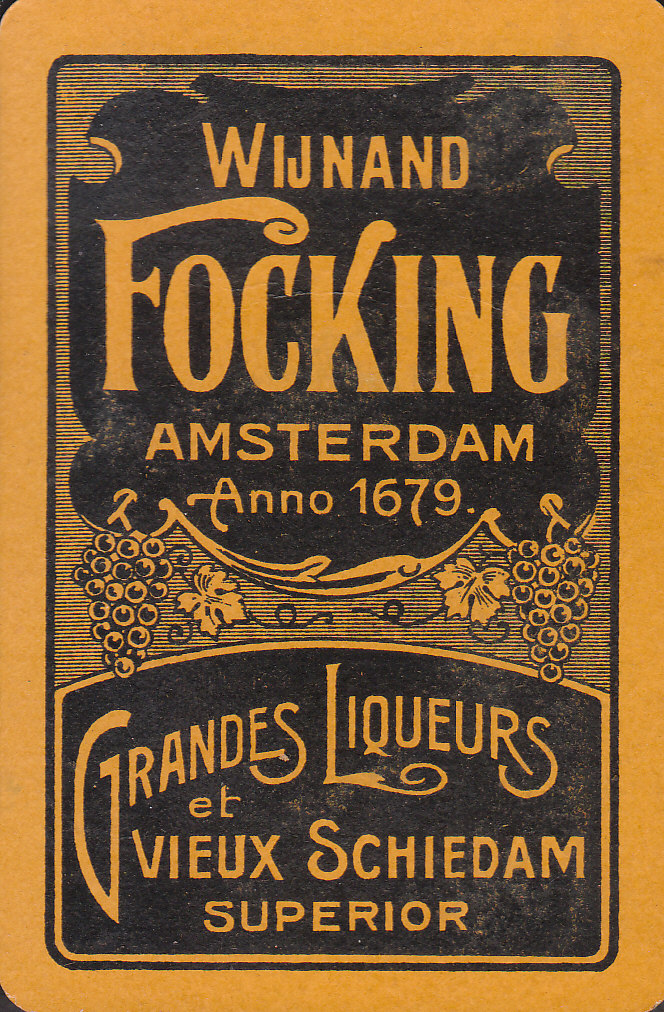 WIJNAND
FOCKING
AMSTERDAM
Anno 1679.
GRANDES LIQUEURS
et
VIEUX SCHIEDAM
SUPERIOR